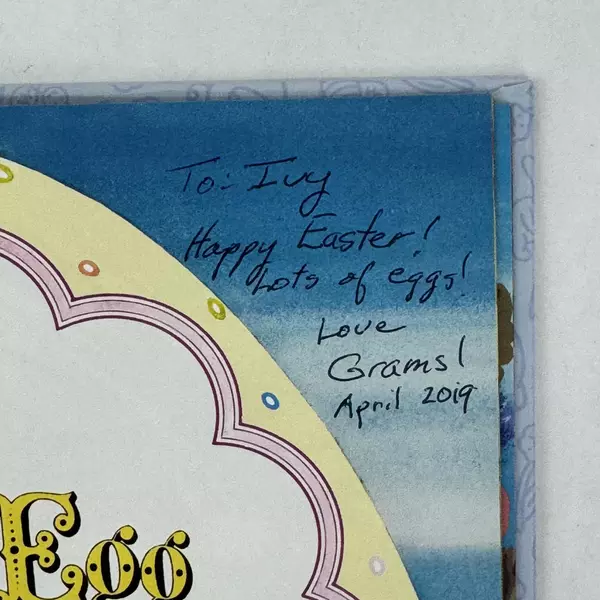 To: Ivy
Happy Easter!
Lots of eggs!
Love
Grams!
April 2019
Egg